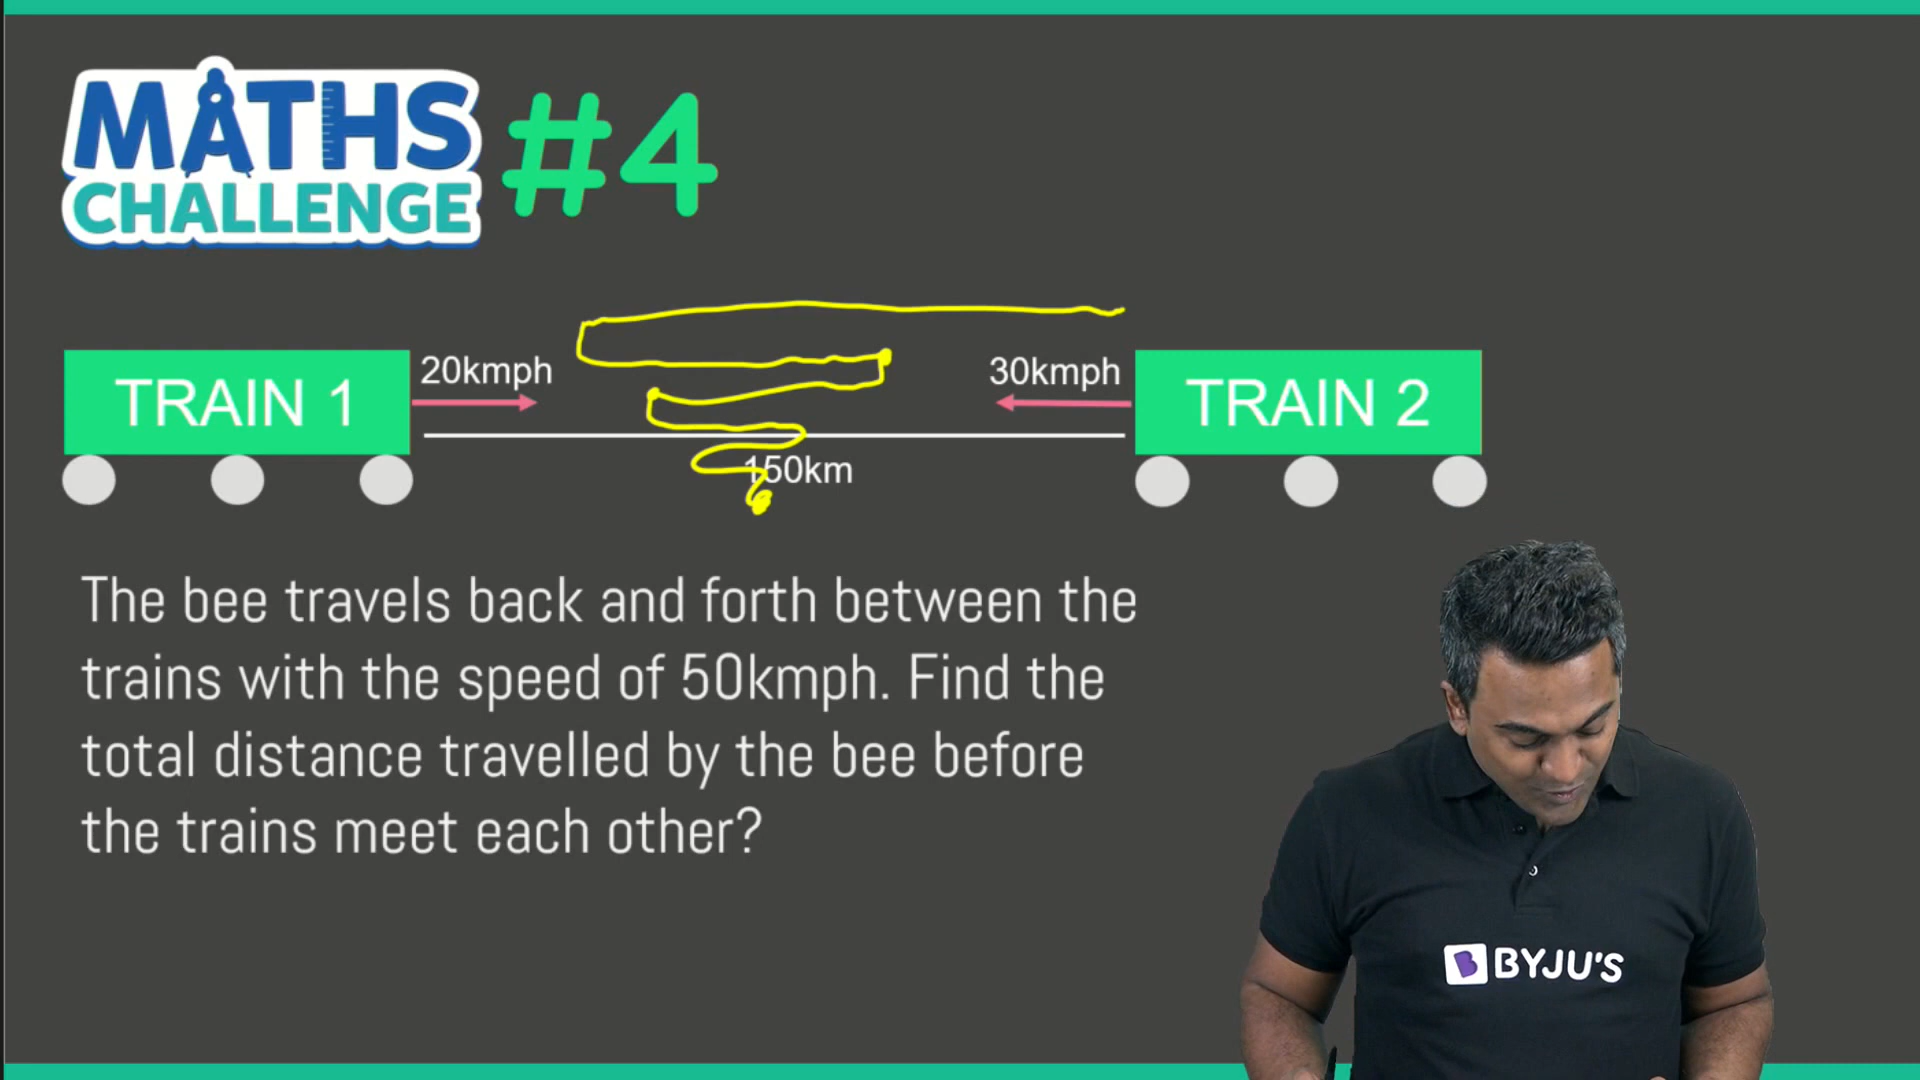 MATHS
CHALLENGE
#4
20kmph
30kmph
TRAIN 1
TRAIN 2
150km
The bee travels back and forth between the
trains with the speed of 50kmph. Find the
total distance travelled by the bee before
the trains meet each other?
BYJU'S